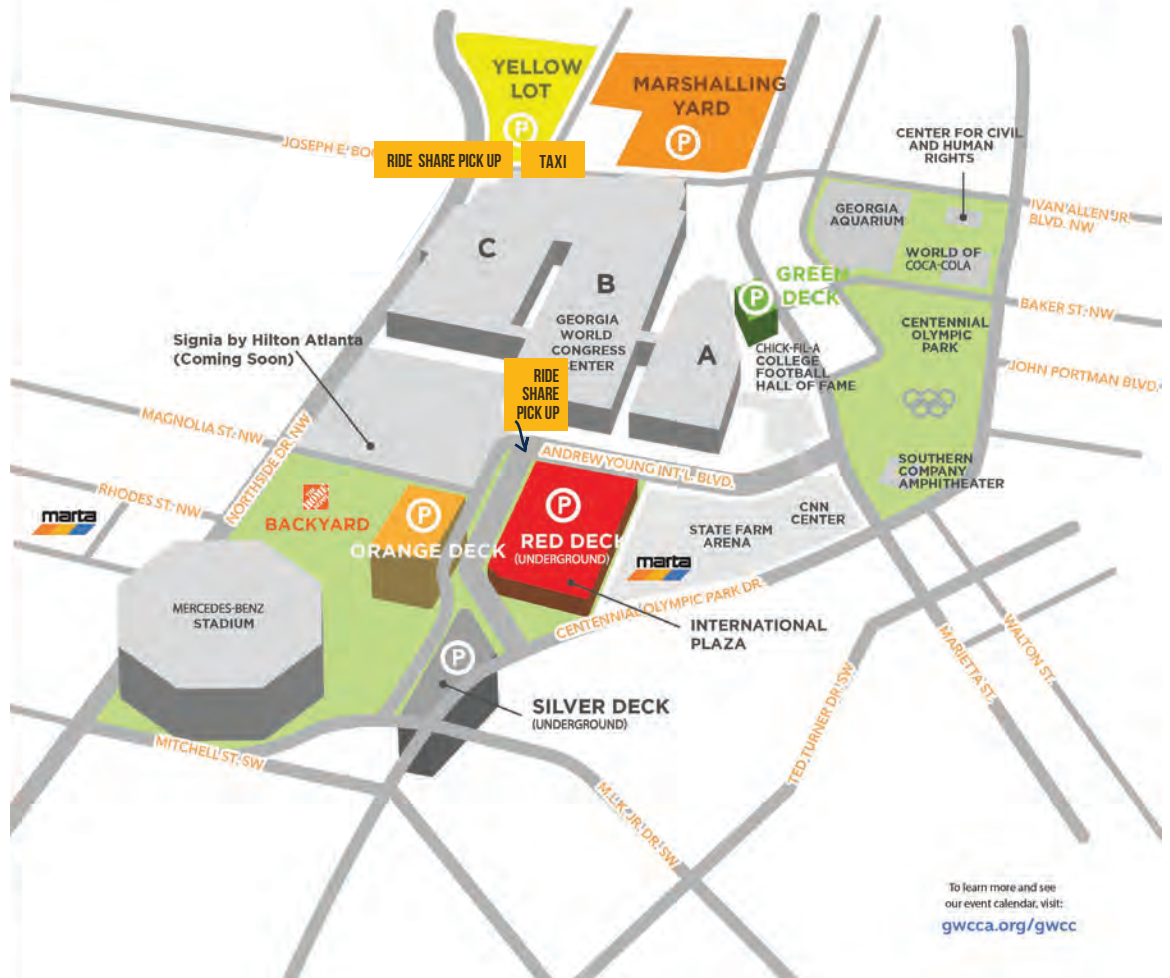 YELLOW
LOT
P
MARSHALLING
YARD
P
CENTER FOR CIVIL
AND HUMAN
RIGHTS
JOSEPH E. BO
RIDE SHARE PICK UP
TAXI
IVAN ALLEN JR.
BLVD. NW
GEORGIA
AQUARIUM
WORLD OF
COCA-COLA
C
B
GEORGIA
WORLD
CONGRESS
CENTER
A
P
GREEN
DECK
BAKER ST. NW
CENTENNIAL
OLYMPIC
PARK
CHICK-FIL-A
COLLEGE
FOOTBALL
HALL OF FAME
JOHN PORTMAN BLVD.
Signia by Hilton Atlanta
(Coming Soon)
RIDE
SHARE
PICK UP
MAGNOLIA ST. NW
NORTHSIDE DR. NW
ANDREW YOUNG INT'L. BLVD.
SOUTHERN
COMPANY
AMPHITHEATER
RHODES ST. NW
marta
THE HOME DEPOT
BACKYARD
P
ORANGE DECK
P
RED DECK
(UNDERGROUND)
CNN
CENTER
STATE FARM
ARENA
marta
CENTENNIAL OLYMPIC PARK DR.
MERCEDES-BENZ
STADIUM
INTERNATIONAL
PLAZA
P
SILVER DECK
(UNDERGROUND)
MARIETTA ST.
WALTON ST.
TED TURNER DR. SW
MITCHELL ST. SW
M.L.K. JR. DR. SW
To learn more and see
our event calendar, visit:
gwcca.org/gwcc